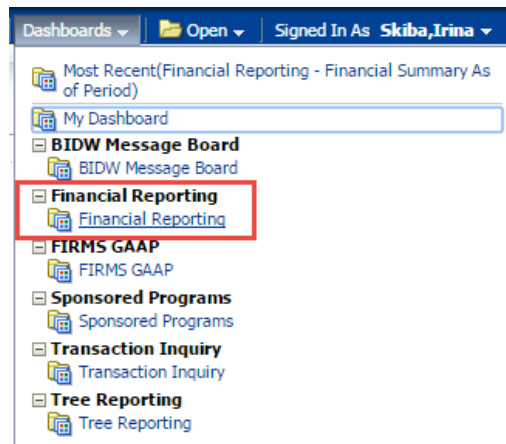 Dashboards Open Signed In As Skiba,Irina
Most Recent(Financial Reporting - Financial Summary As
of Period)
My Dashboard
BIDW Message Board
BIDW Message Board
Financial Reporting
Financial Reporting
FIRMS GAAP
FIRMS GAAP
Sponsored Programs
Sponsored Programs
Transaction Inquiry
Transaction Inquiry
Tree Reporting
Tree Reporting